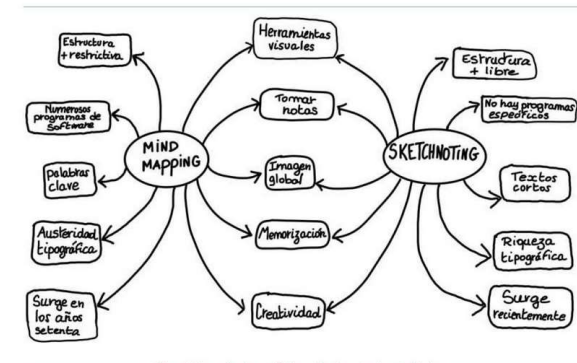 Estructura
+ restrictiva
Numerosos
programas de
Software
palabras
clave
Austeridad
tipográfica
Surge en
los años
setenta
MIND
MAPPING
Herramientas
visuales
Tomar
notas
Imagen
global
Memorización
Creatividad
SKETCHNOTING
Estructura
+ libre
No hay programas
específicos
Textos
cortos
Riqueza
tipográfica
Surge
recientemente